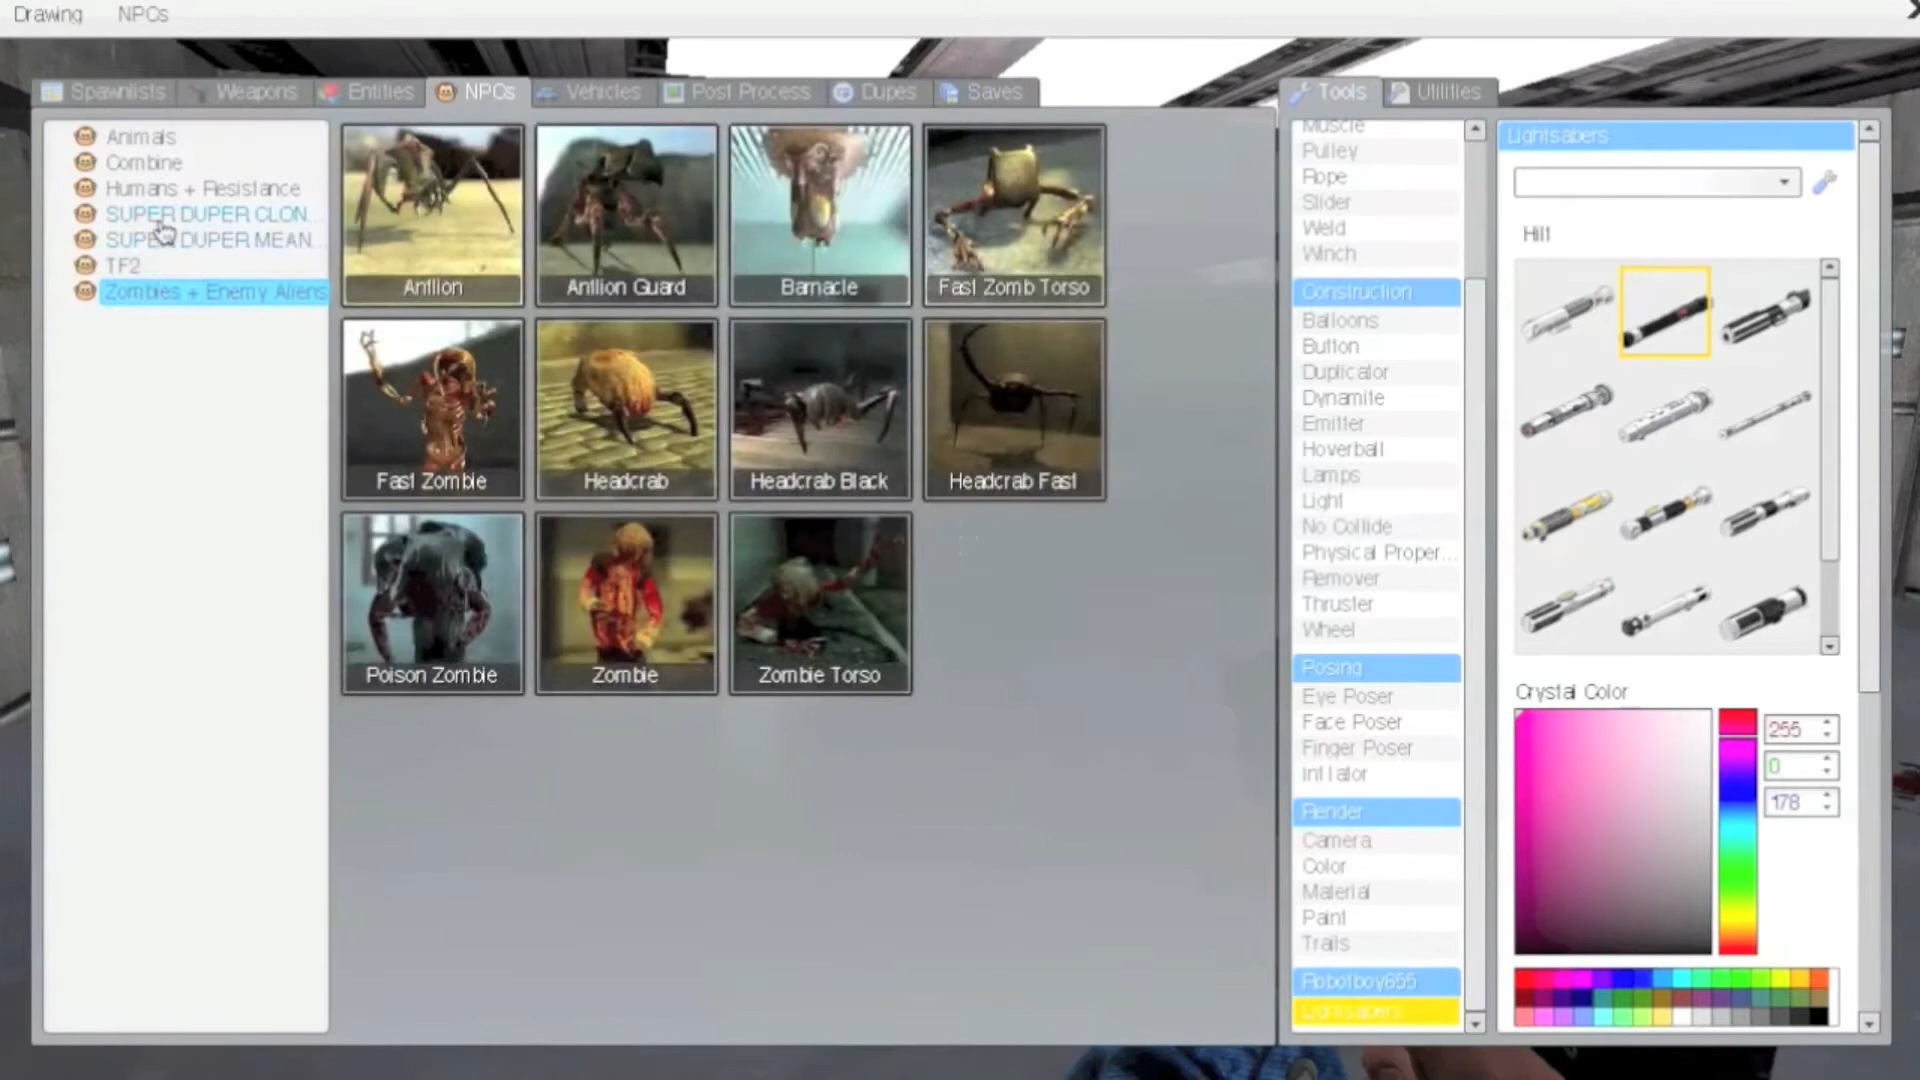 Drawing NPCs
Spawnlists Weapons Entities NPCs Vehicles Post Process Dupes Saves
Animals
Combine
Humans + Resistance
SUPER DUPER CLON...
SUPER DUPER MEAN...
TF2
Zombies + Enemy Aliens
Antlion
Antlion Guard
Barnacle
Fast Zomb Torso
Fast Zombie
Headcrab
Headcrab Black
Headcrab Fast
Poison Zombie
Zombie
Zombie Torso
Tools Utilities
Muscle
Pulley
Rope
Slider
Weld
Winch
Construction
Balloons
Button
Duplicator
Dynamite
Emitter
Hoverball
Lamps
Light
No Collide
Physical Proper...
Remover
Thruster
Wheel
Posing
Eye Poser
Face Poser
Finger Poser
Inflator
Render
Camera
Color
Material
Paint
Trails
Robotboy655
Lightsabers
Lightsabers
Hilt
Crystal Color
255
0
178